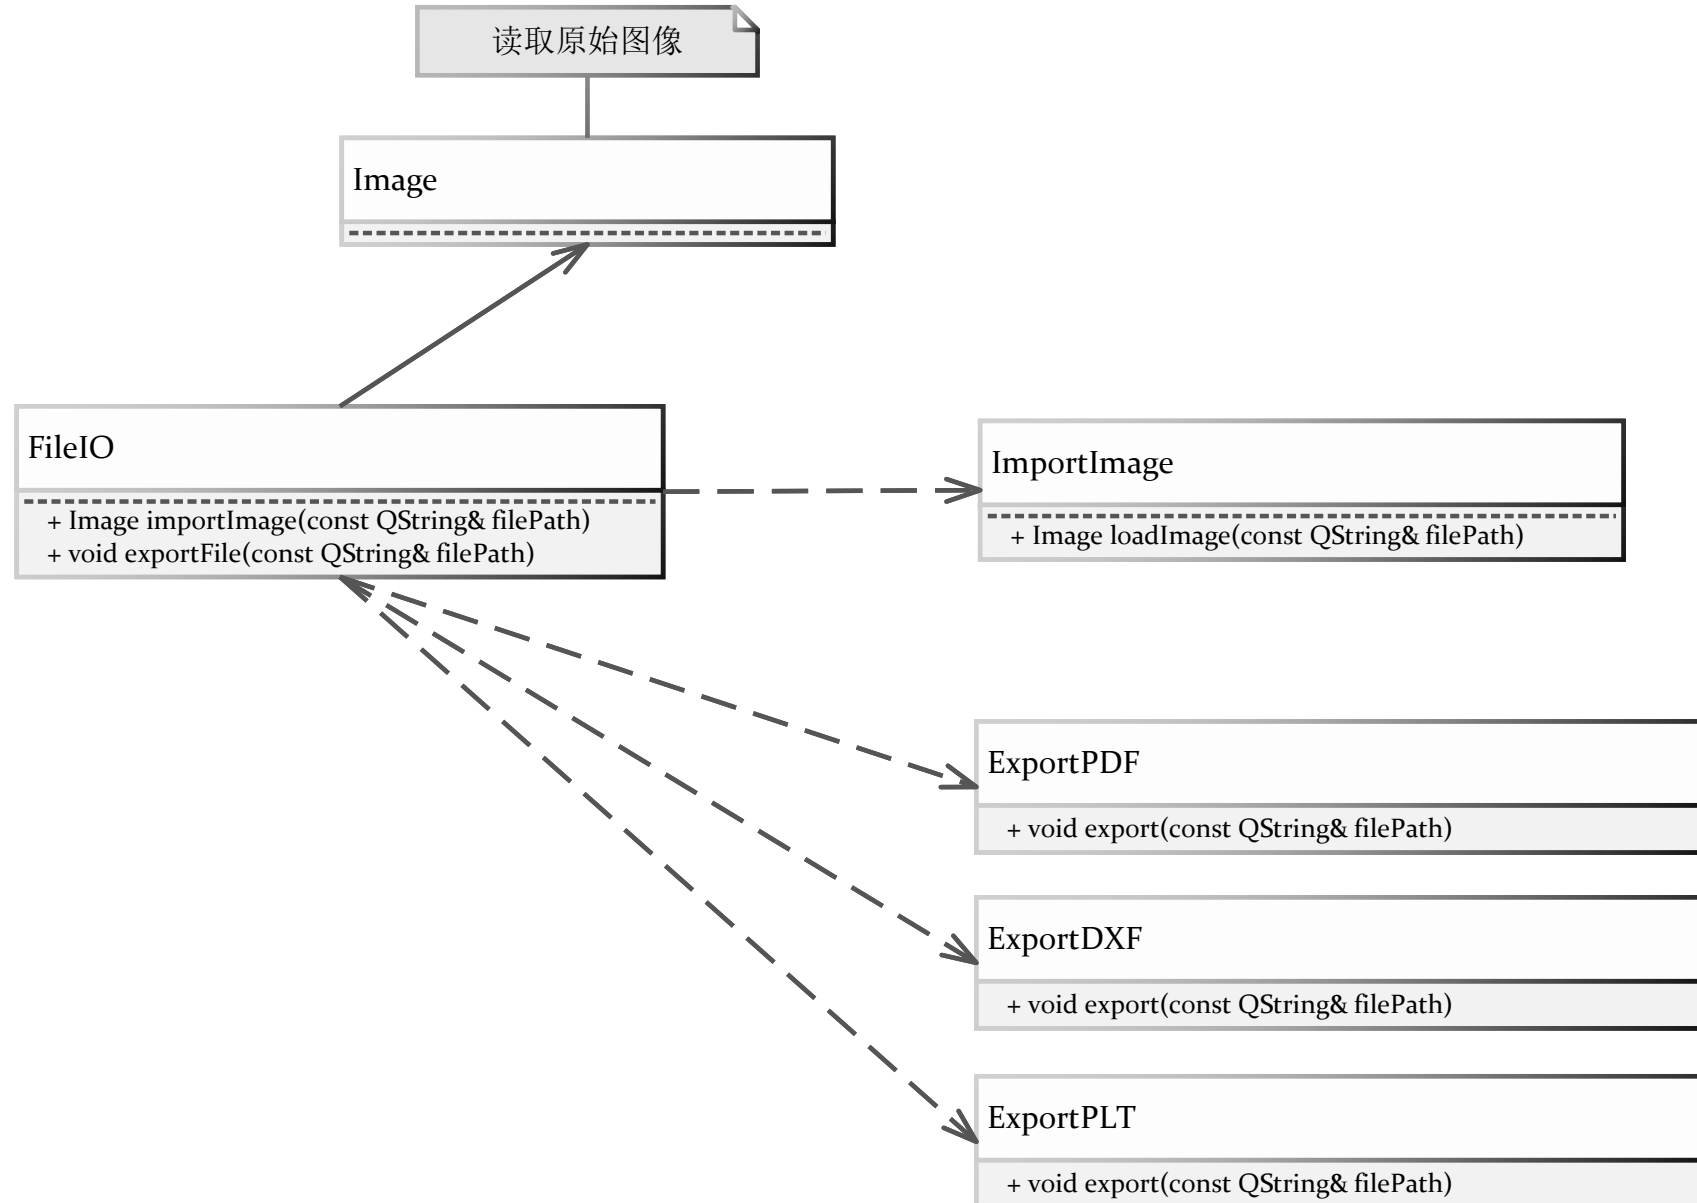 读取原始图像
Image
FileIO
+ Image importImage(const QString& filePath)
+ void exportFile(const QString& filePath)
ImportImage
+ Image loadImage(const QString& filePath)
ExportPDF
+ void export(const QString& filePath)
ExportDXF
+ void export(const QString& filePath)
ExportPLT
+ void export(const QString& filePath)